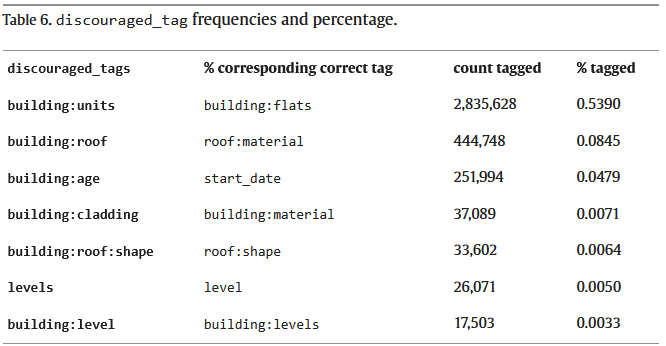 Table 6. discouraged_tag frequencies and percentage.
discouraged_tags % corresponding correct tag count tagged % tagged
building:units building:flats 2,835,628 0.5390
building:roof roof:material 444,748 0.0845
building:age start_date 251,994 0.0479
building:cladding building:material 37,089 0.0071
building:roof:shape roof:shape 33,602 0.0064
levels level 26,071 0.0050
building:level building:levels 17,503 0.0033